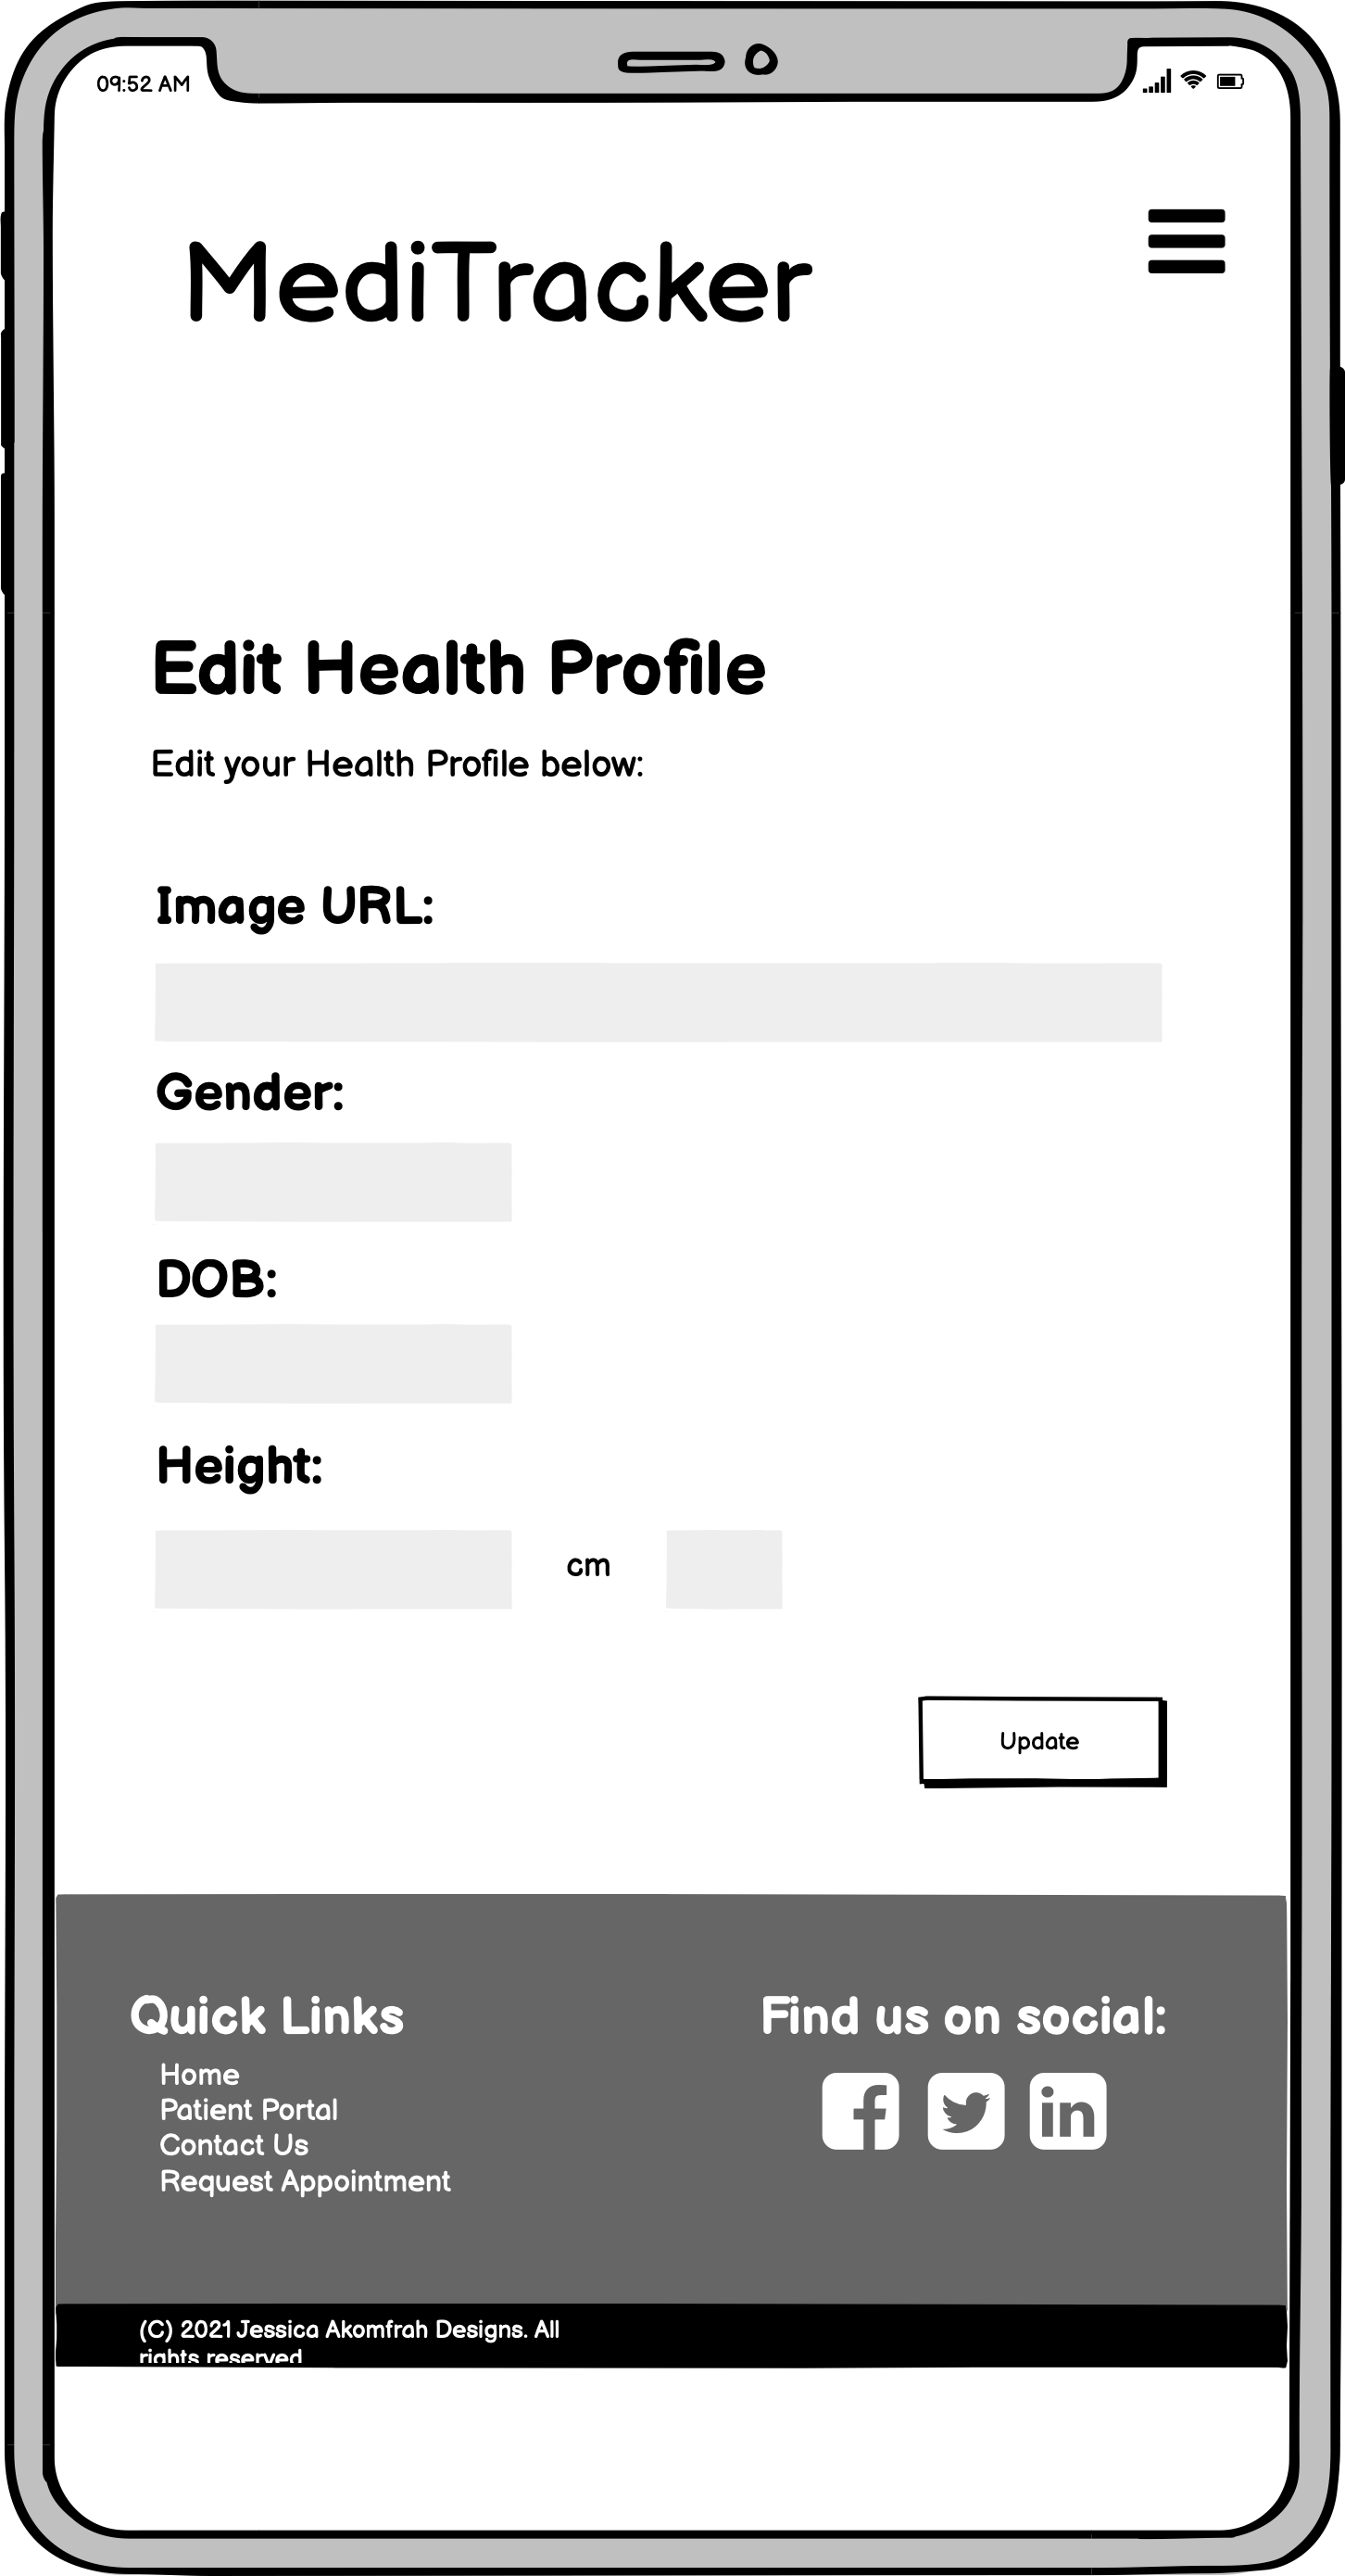 09:52 AM
MediTracker
Edit Health Profile
Edit your Health Profile below:
Image URL:
Gender:
DOB:
Height:
cm
Update
Quick Links
Find us on social:
Home
Patient Portal
Contact Us
Request Appointment
(C) 2021 Jessica Akomfrah Designs. All
rights reserved